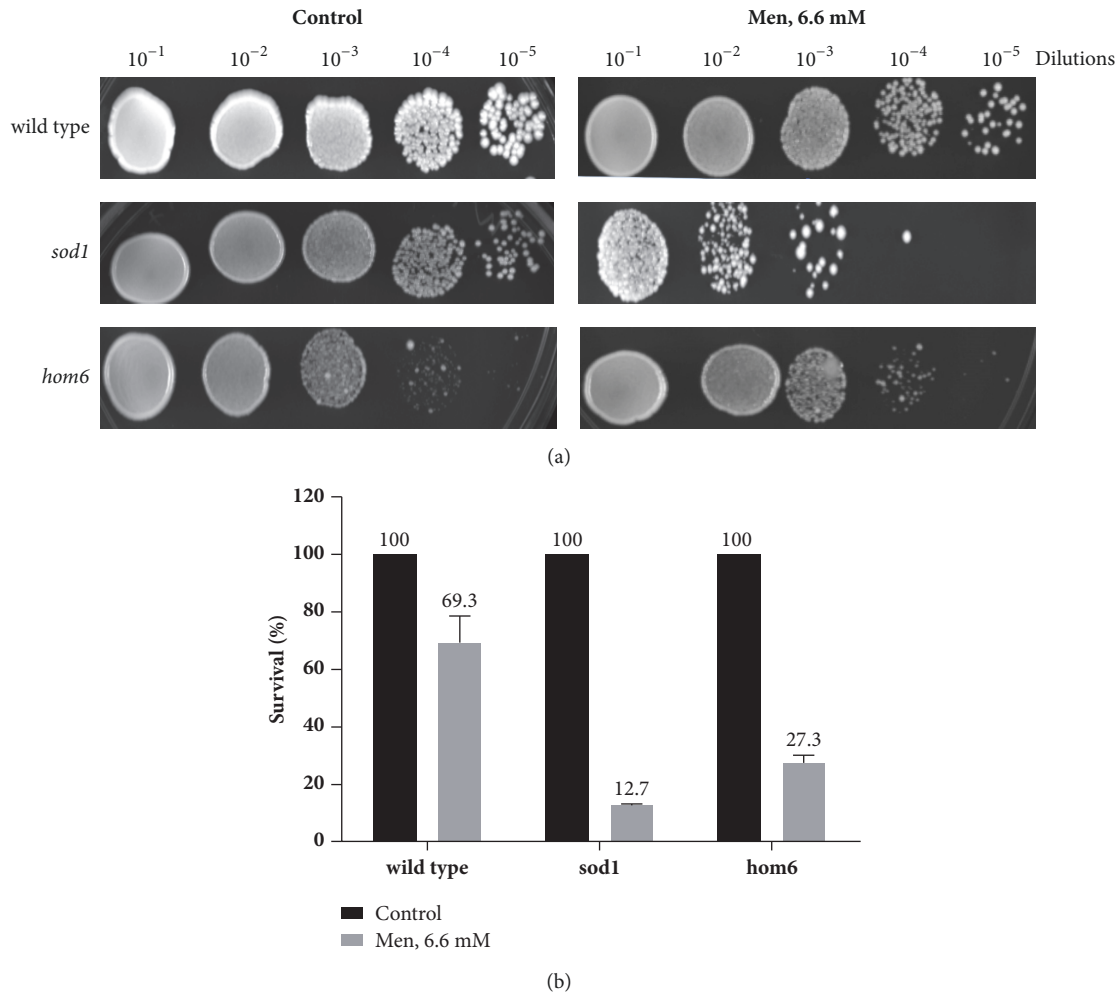 Control Men, 6.6 mM
10⁻¹ 10⁻² 10⁻³ 10⁻⁴ 10⁻⁵ 10⁻¹ 10⁻² 10⁻³ 10⁻⁴ 10⁻⁵ Dilutions
wild type
sod1
hom6
(a)
120
100
80
60
40
20
0
Survival (%)
100
69.3
100
12.7
100
27.3
wild type sod1 hom6
Control
Men, 6.6 mM
(b)